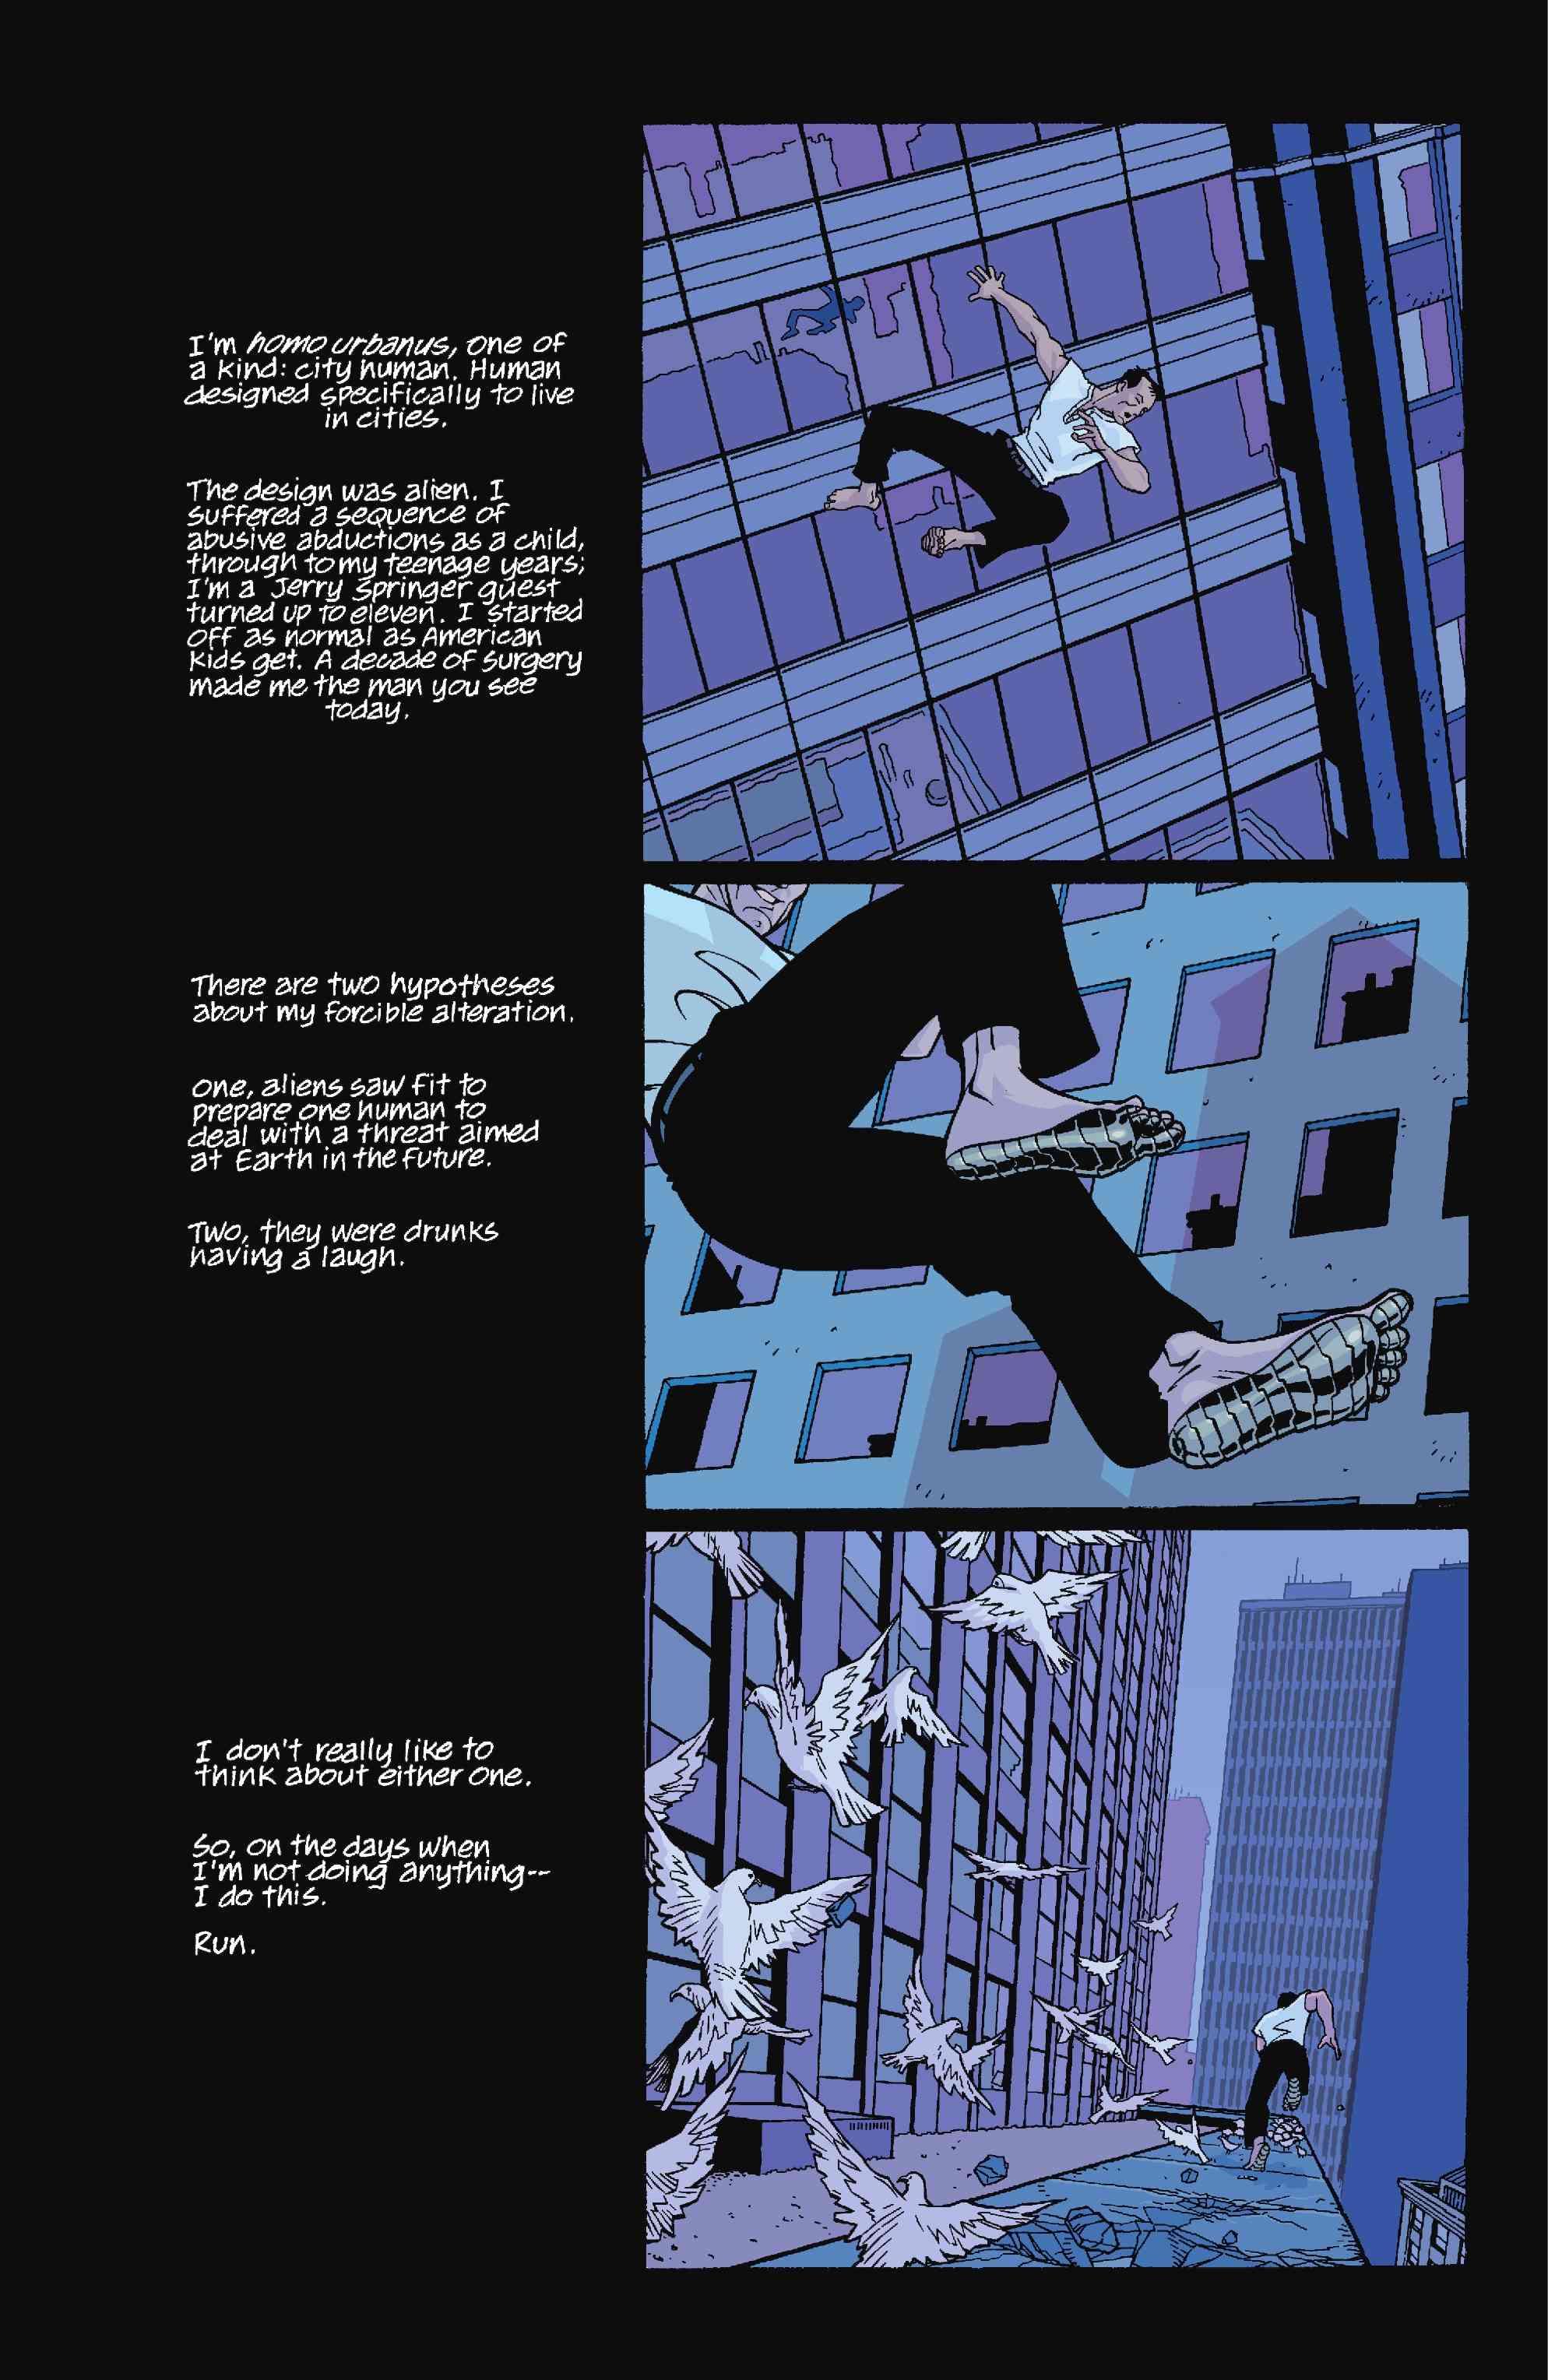 I'm homo urbanus, one of
a kind: city human. Human
designed specifically to live
in cities.
The design was alien. I
suffered a sequence of
abusive abductions as a child,
through to my teenage years;
I'm a Jerry Springer guest
turned up to eleven. I started
off as normal as American
kids get. A decade of surgery
made me the man you see
today.
There are two hypotheses
about my forcible alteration.
One, aliens saw fit to
prepare one human to
deal with a threat aimed
at Earth in the future.
Two, they were drunks
having a laugh.
I don't really like to
think about either one.
So, on the days when
I'm not doing anything--
I do this.
Run.